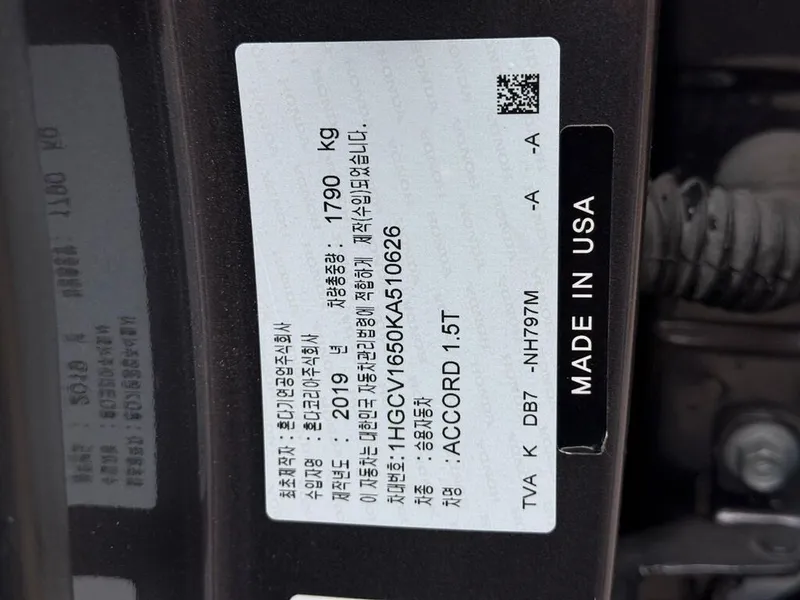 최초제작자 : 혼다기연공업주식회사
수입자명 : 혼다코리아주식회사
제작년도 : 2019 년 차량총중량 : 1790 kg
이 자동차는 대한민국 자동차관리법령에 적합하게 제작(수입)되었습니다.
차대번호:1HGCV1650KA510626
차종 : 승용자동차
차명 : ACCORD 1.5T
TVA K DB7 -NH797M -A -A
MADE IN USA